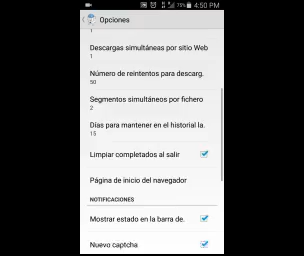 75% 4:50 PM
Opciones
1
Descargas simultáneas por sitio Web
1
Número de reintentos para descarg.
50
Segmentos simultáneos por fichero
2
Días para mantener en el historial la.
15
Limpiar completados al salir
Página de inicio del navegador
NOTIFICACIONES
Mostrar estado en la barra de.
Nuevo captcha